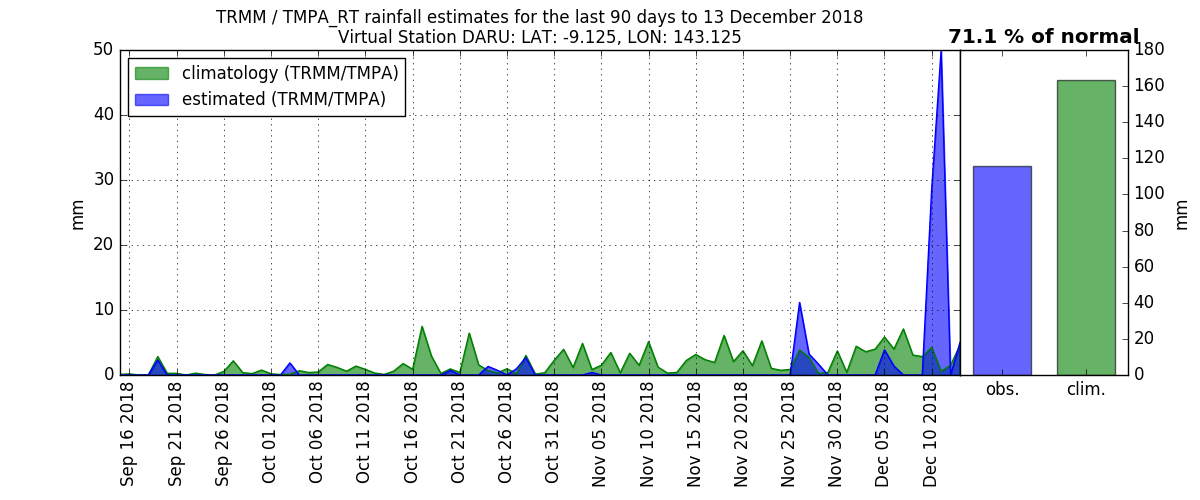 TRMM / TMPA_RT rainfall estimates for the last 90 days to 13 December 2018
Virtual Station DARU: LAT: -9.125, LON: 143.125
71.1 % of normal
climatology (TRMM/TMPA)
estimated (TRMM/TMPA)
mm
50
40
30
20
10
0
180
160
140
120
100
80
60
40
20
0
mm
Sep 16 2018
Sep 21 2018
Sep 26 2018
Oct 01 2018
Oct 06 2018
Oct 11 2018
Oct 16 2018
Oct 21 2018
Oct 26 2018
Oct 31 2018
Nov 05 2018
Nov 10 2018
Nov 15 2018
Nov 20 2018
Nov 25 2018
Nov 30 2018
Dec 05 2018
Dec 10 2018
obs.
clim.